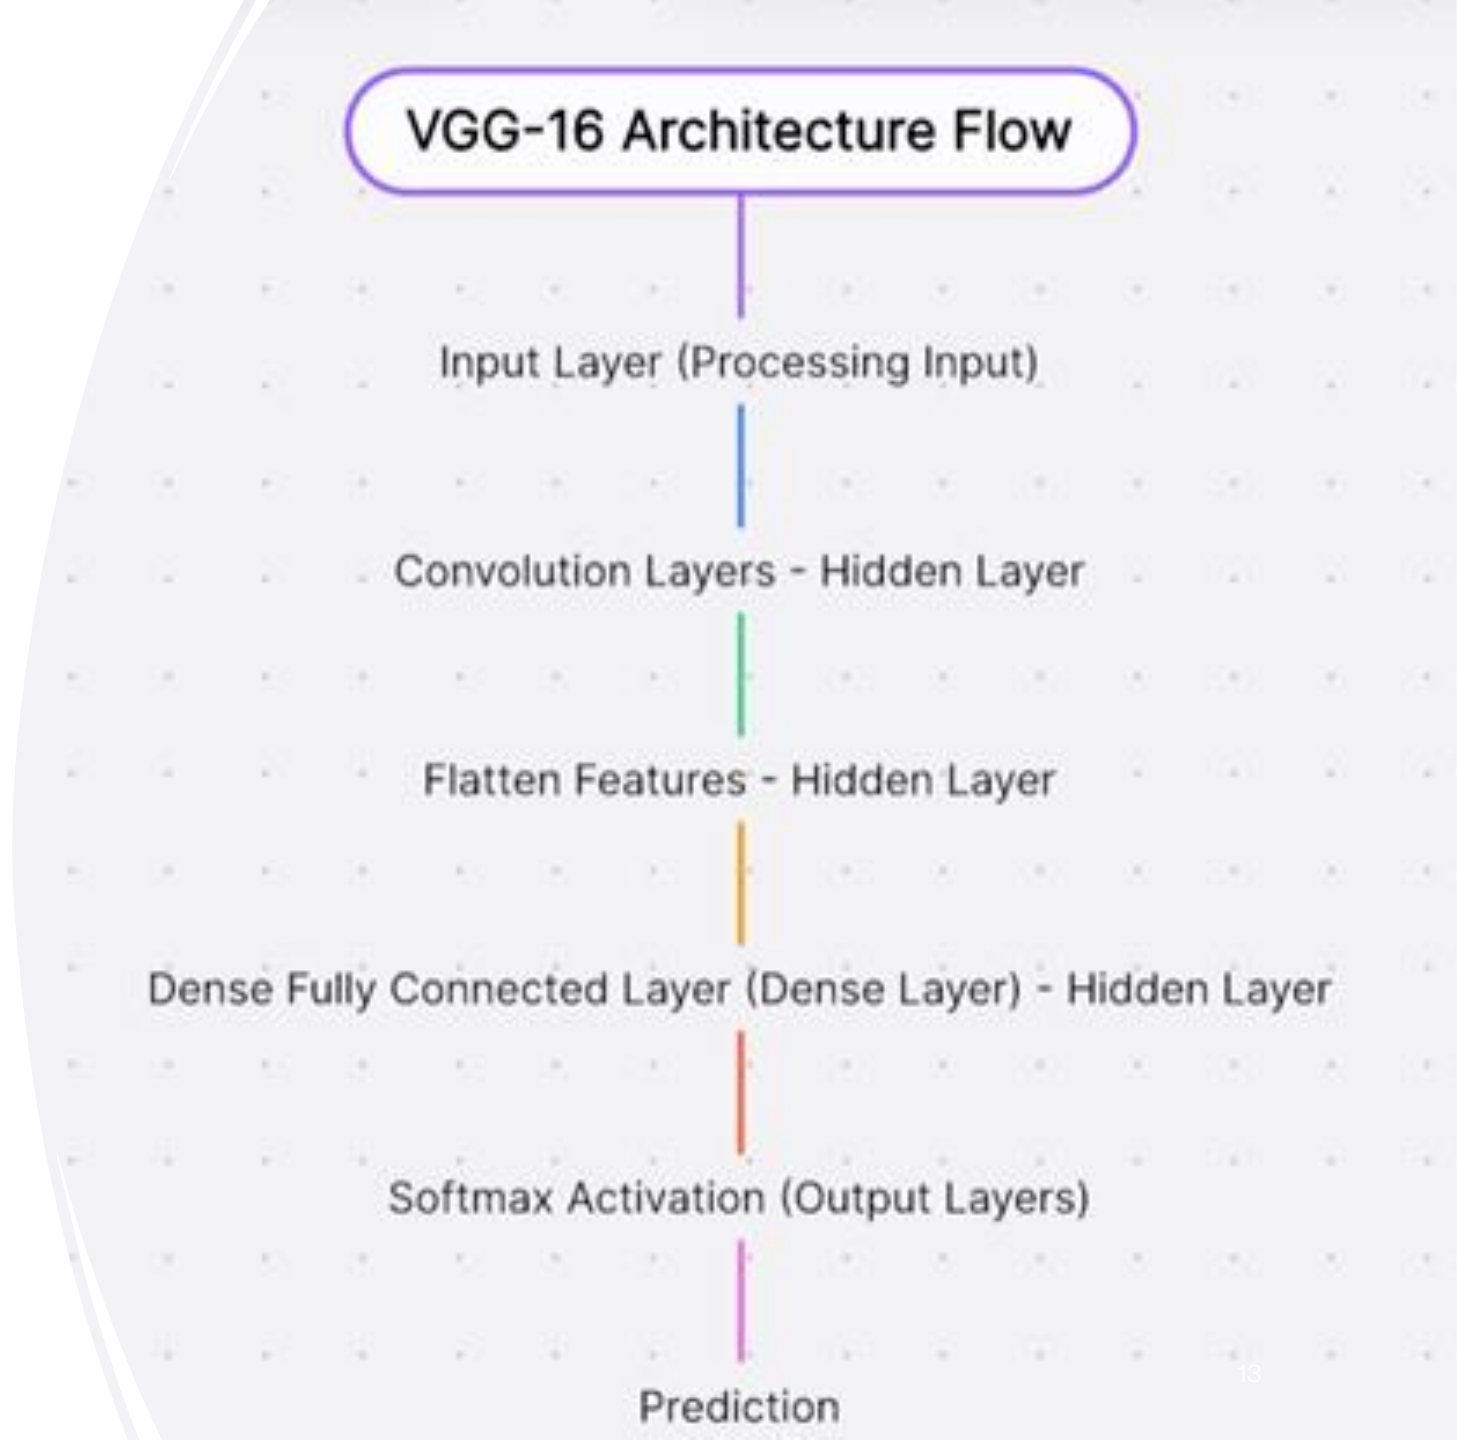 VGG-16 Architecture Flow
Input Layer (Processing Input)
Convolution Layers - Hidden Layer
Flatten Features - Hidden Layer
Dense Fully Connected Layer (Dense Layer) - Hidden Layer
Softmax Activation (Output Layers)
13
Prediction